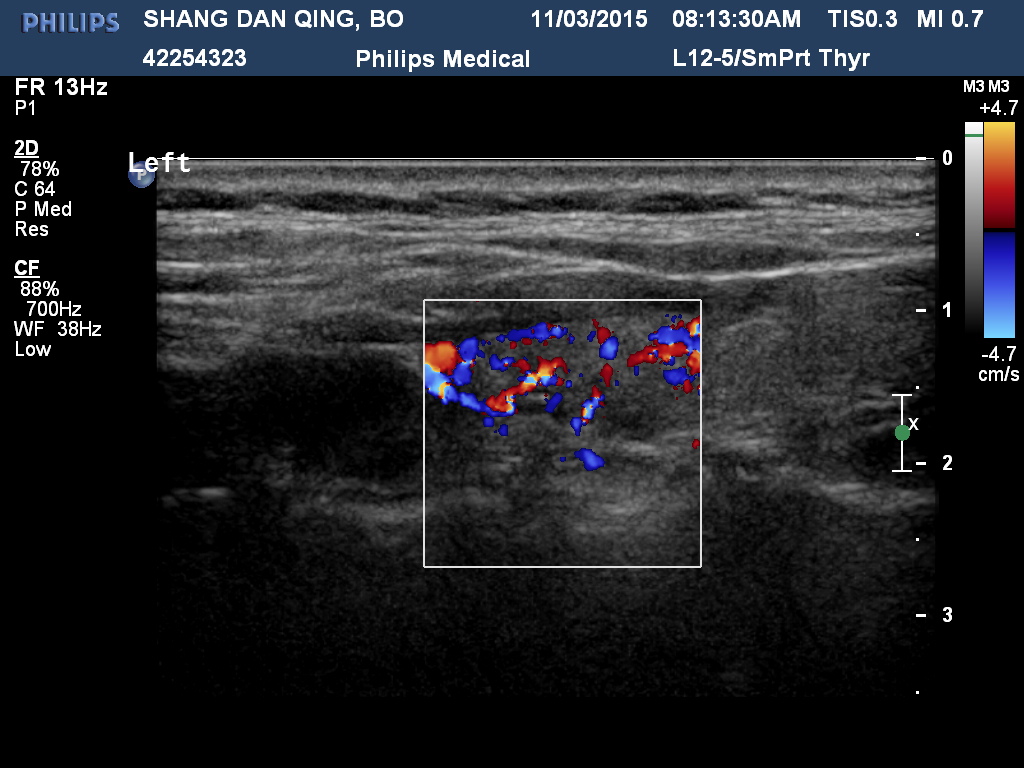 PHILIPS
SHANG DAN QING, BO 11/03/2015 08:13:30AM TIS0.3 MI 0.7
42254323 Philips Medical L12-5/SmPrt Thyr
FR 13Hz
P1
2D
78%
C 64
P Med
Res
CF
88%
700Hz
WF 38Hz
Low
Left
P
M3 M3
+4.7
-4.7
cm/s
x
0
1
2
3